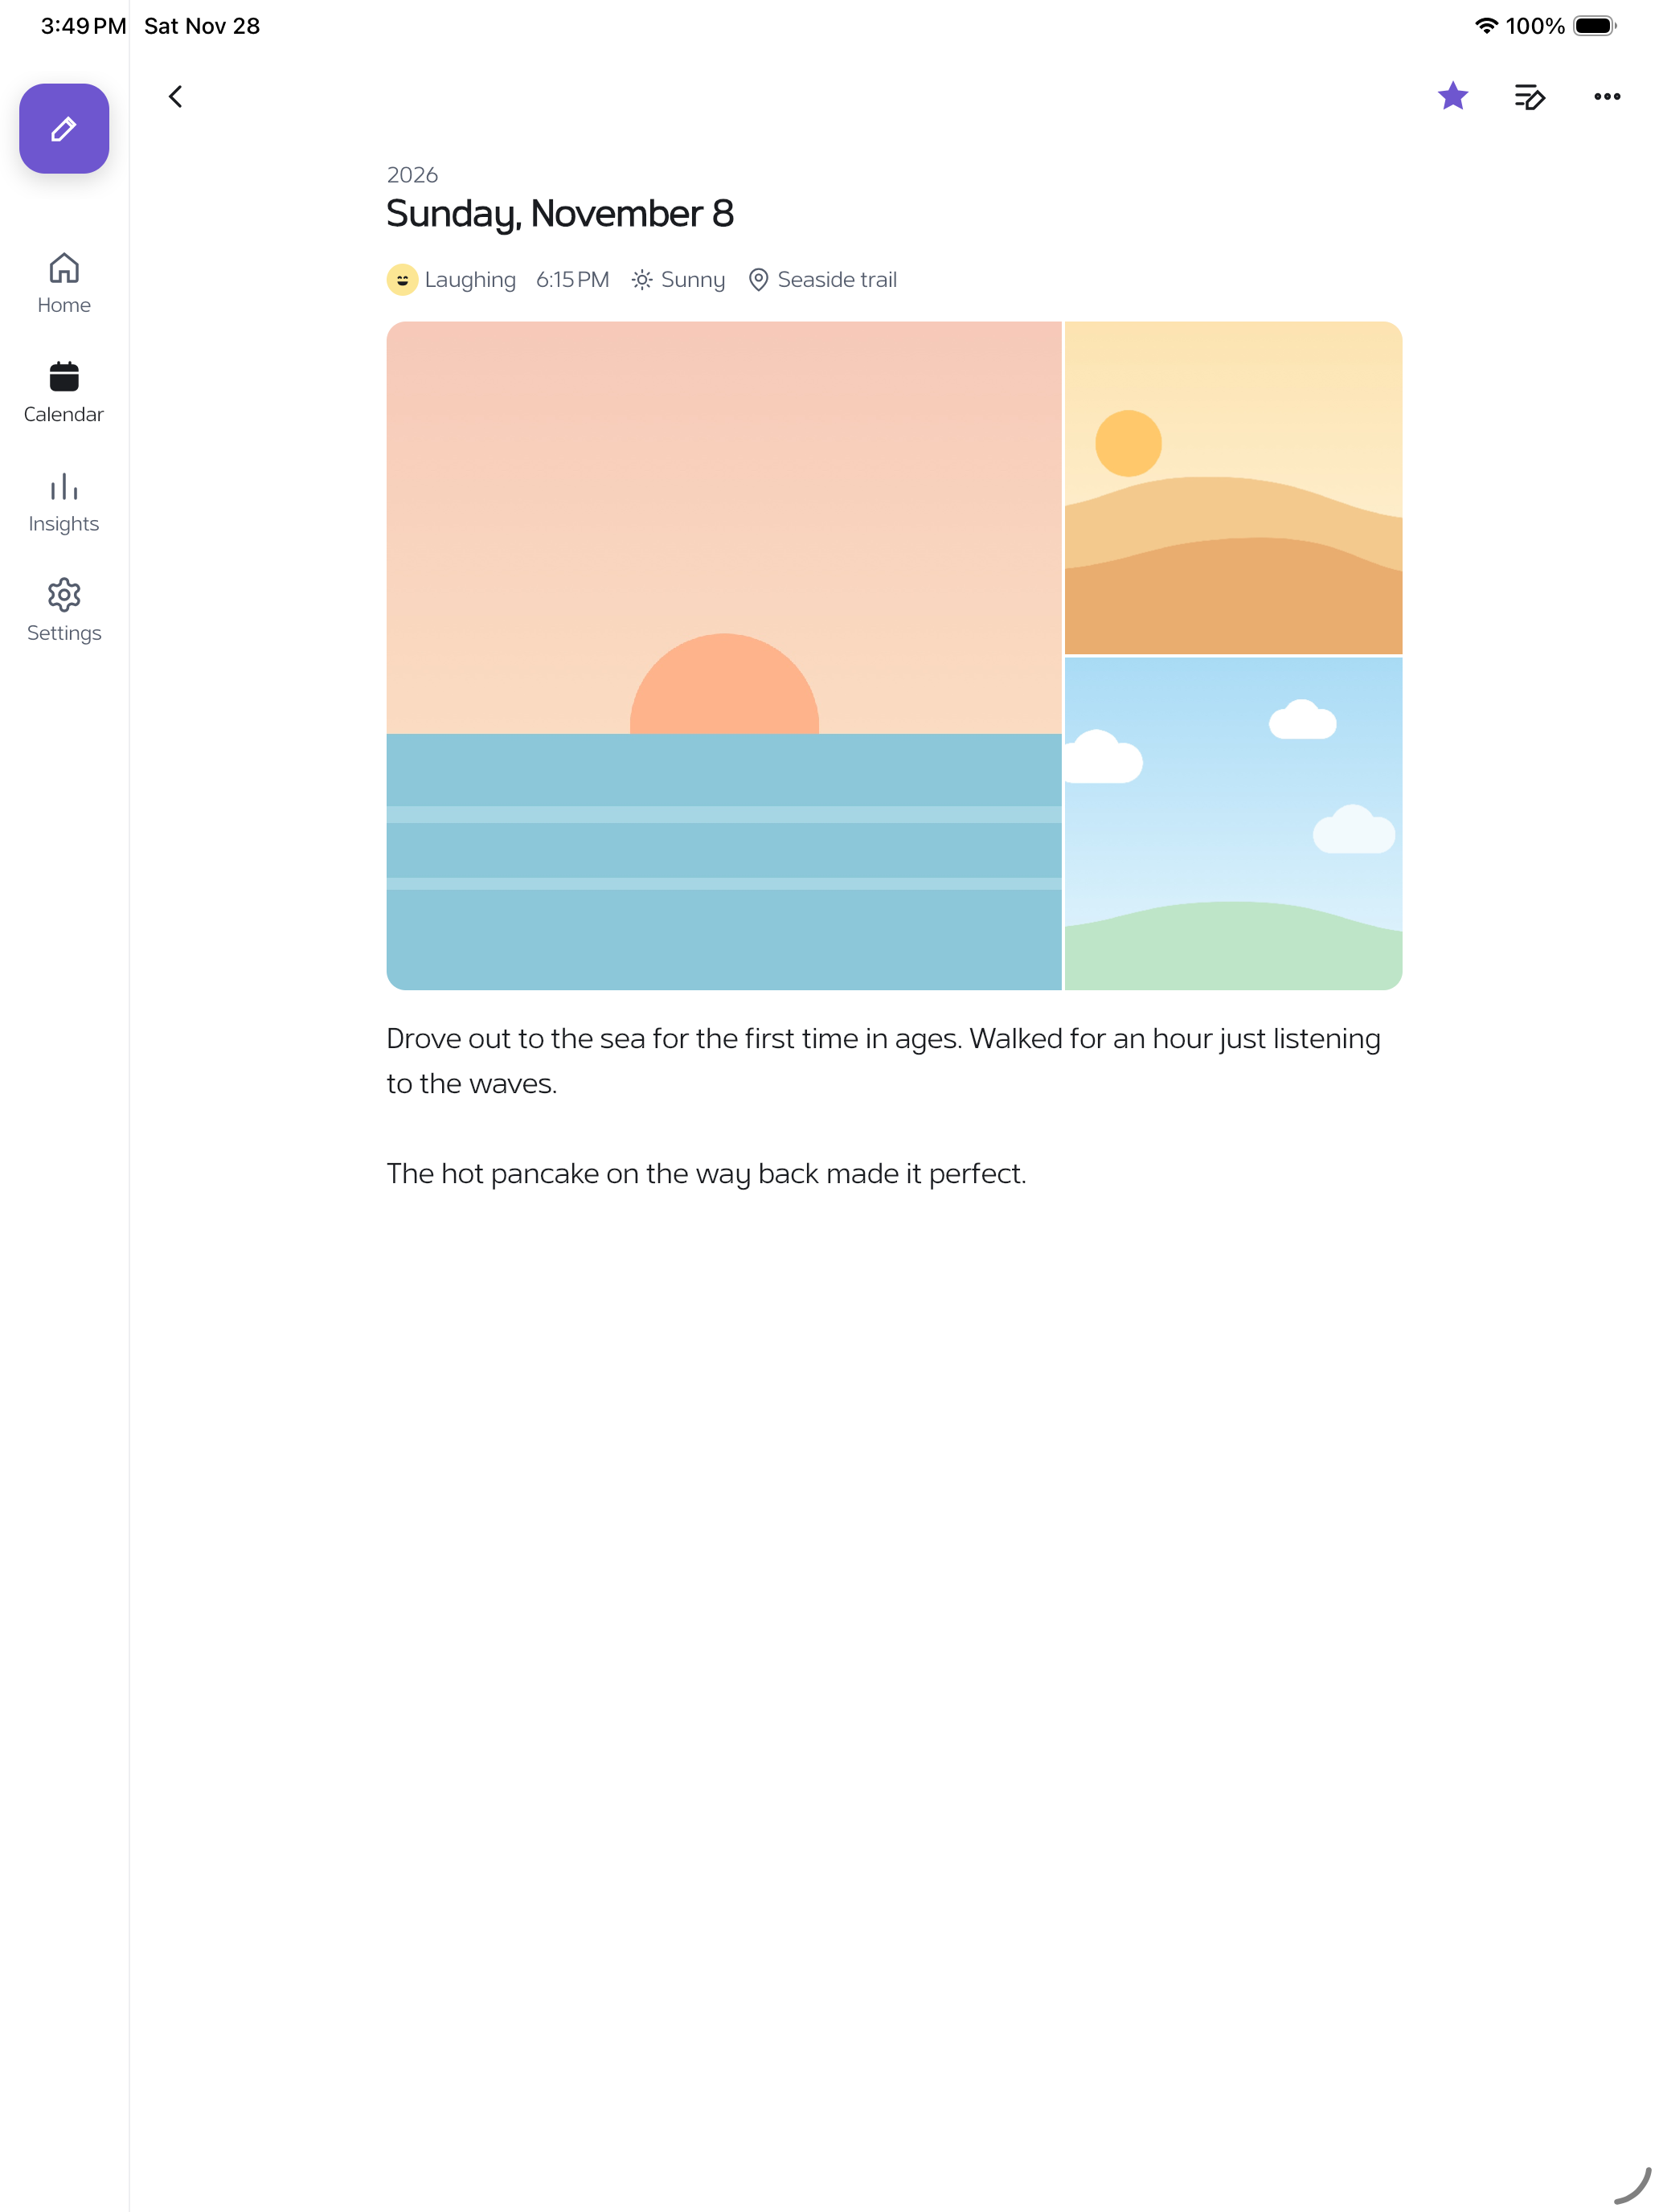 3:49 PM Sat Nov 28
100%
2026
Sunday, November 8
Laughing 6:15 PM Sunny Seaside trail
Home
Calendar
Insights
Settings
Drove out to the sea for the first time in ages. Walked for an hour just listening
to the waves.
The hot pancake on the way back made it perfect.